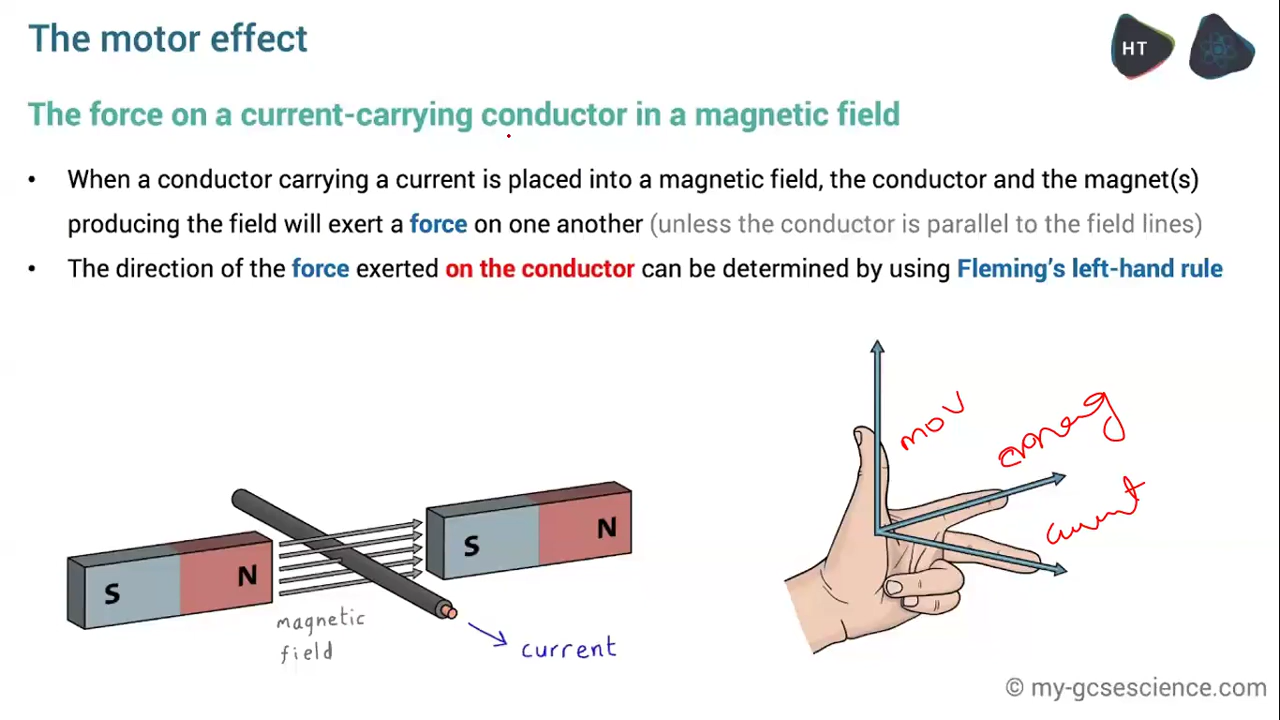 The motor effect
HT
The force on a current-carrying conductor in a magnetic field
• When a conductor carrying a current is placed into a magnetic field, the conductor and the magnet(s)
producing the field will exert a force on one another (unless the conductor is parallel to the field lines)
• The direction of the force exerted on the conductor can be determined by using Fleming's left-hand rule
mov
current
S N
S N
magnetic
field
current
© my-gcsescience.com